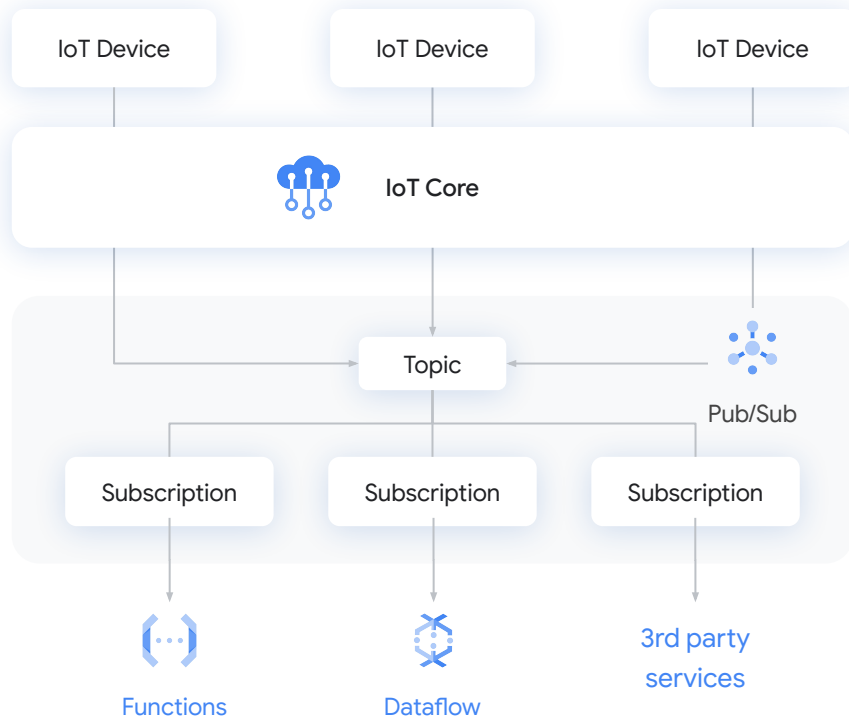 IoT Device
IoT Device
IoT Device
IoT Core
Topic
Pub/Sub
Subscription
Subscription
Subscription
Functions
Dataflow
3rd party
services